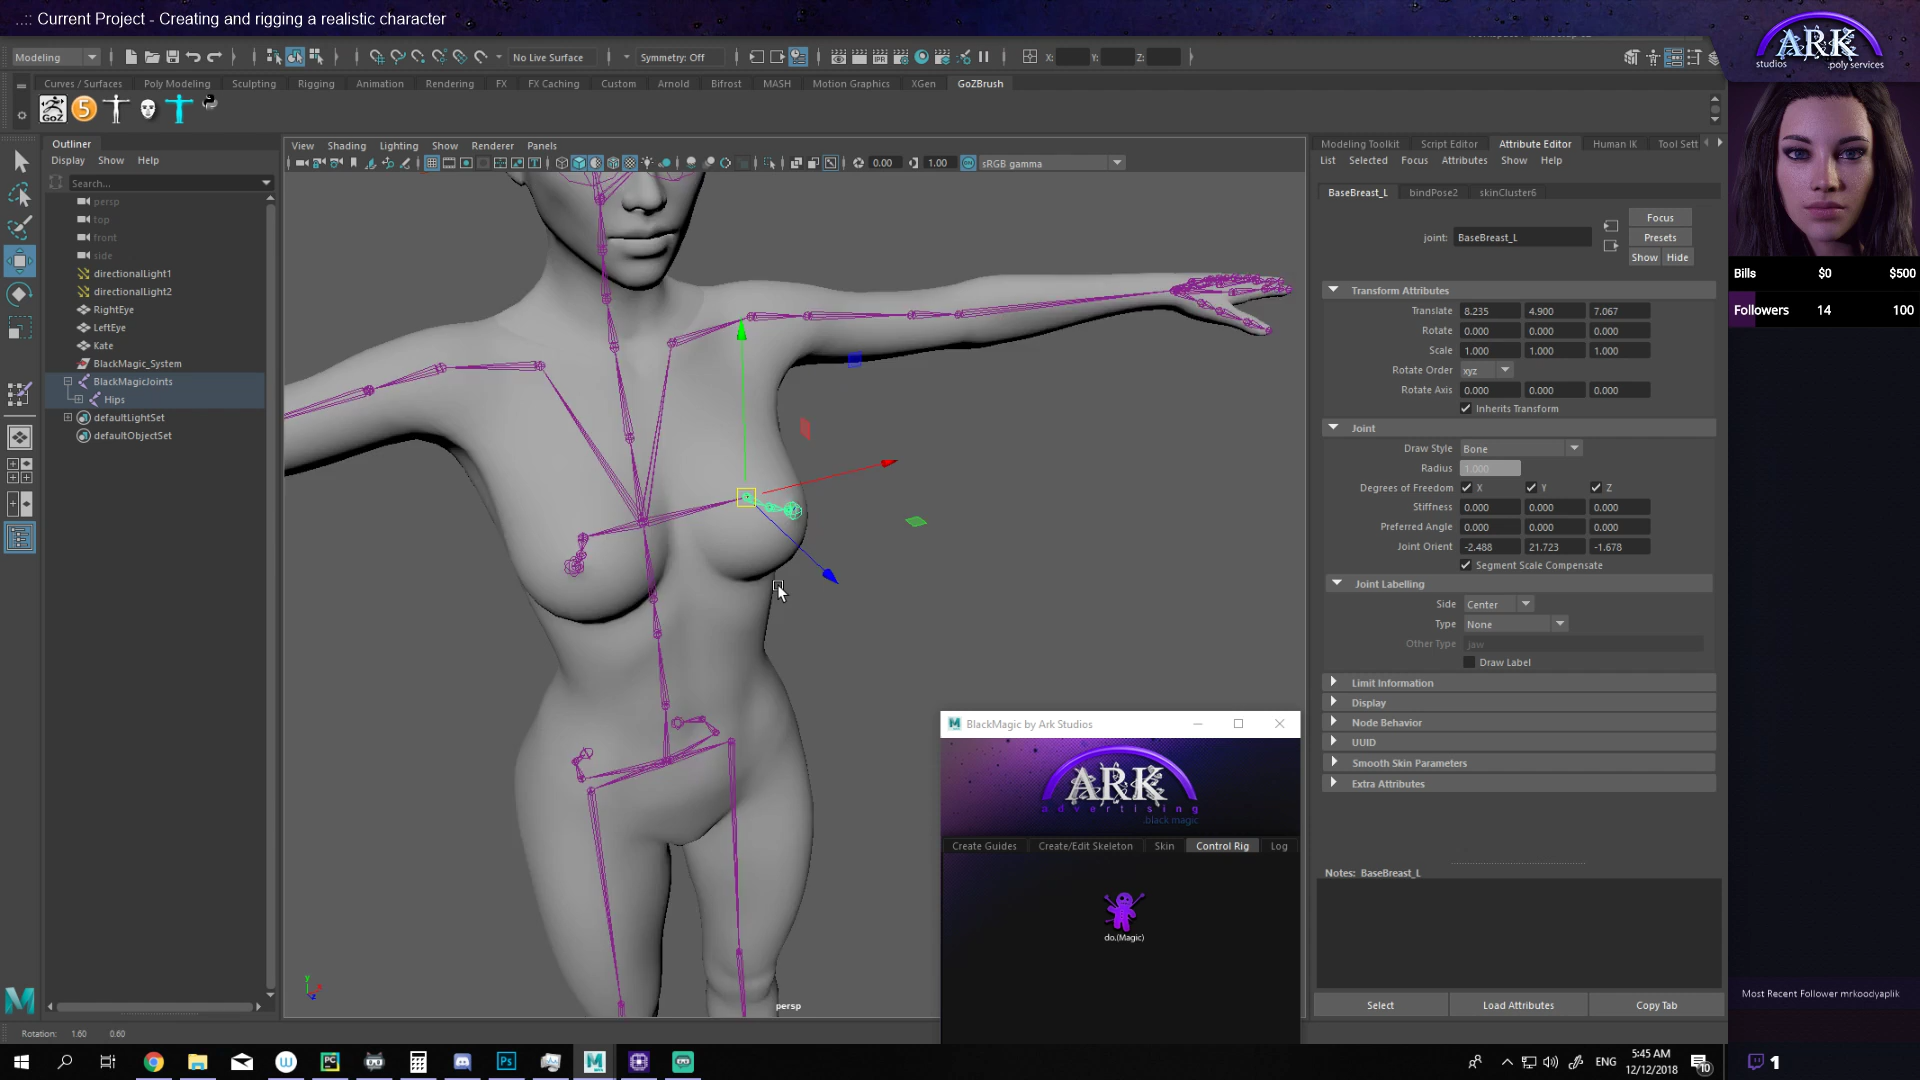 ..:: Current Project - Creating and rigging a realistic character
ARK
studios .poly services
Modeling
No Live Surface
Symmetry: Off
X: Y: Z:
Curves / Surfaces Poly Modeling Sculpting Rigging Animation Rendering FX FX Caching Custom Arnold Bifrost MASH Motion Graphics XGen GoZBrush
GoZ
5
Outliner
Display Show Help
Search...
persp
top
front
side
directionalLight1
directionalLight2
RightEye
LeftEye
Kate
BlackMagic_System
BlackMagicJoints
Hips
defaultLightSet
defaultObjectSet
View Shading Lighting Show Renderer Panels
0.00 1.00 sRGB gamma
persp
Modeling Toolkit Script Editor Attribute Editor Human IK Tool Sett
List Selected Focus Attributes Show Help
BaseBreast_L bindPose2 skinCluster6
joint: BaseBreast_L
Focus
Presets
Show Hide
Transform Attributes
Translate 8.235 4.900 7.067
Rotate 0.000 0.000 0.000
Scale 1.000 1.000 1.000
Rotate Order xyz
Rotate Axis 0.000 0.000 0.000
Inherits Transform
Joint
Draw Style Bone
Radius 1.000
Degrees of Freedom X Y Z
Stiffness 0.000 0.000 0.000
Preferred Angle 0.000 0.000 0.000
Joint Orient -2.488 21.723 -1.678
Segment Scale Compensate
Joint Labelling
Side Center
Type None
Other Type jaw
Draw Label
Limit Information
Display
Node Behavior
UUID
Smooth Skin Parameters
Extra Attributes
Notes: BaseBreast_L
Select Load Attributes Copy Tab
BlackMagic by Ark Studios
ARK
advertising
.black magic
Create Guides Create/Edit Skeleton Skin Control Rig Log
do.(Magic)
Bills $0 $500
Followers 14 100
Most Recent Follower mrkoodyaplik
Rotation: 1.60 0.60
ENG
5:45 AM
12/12/2018
10
1